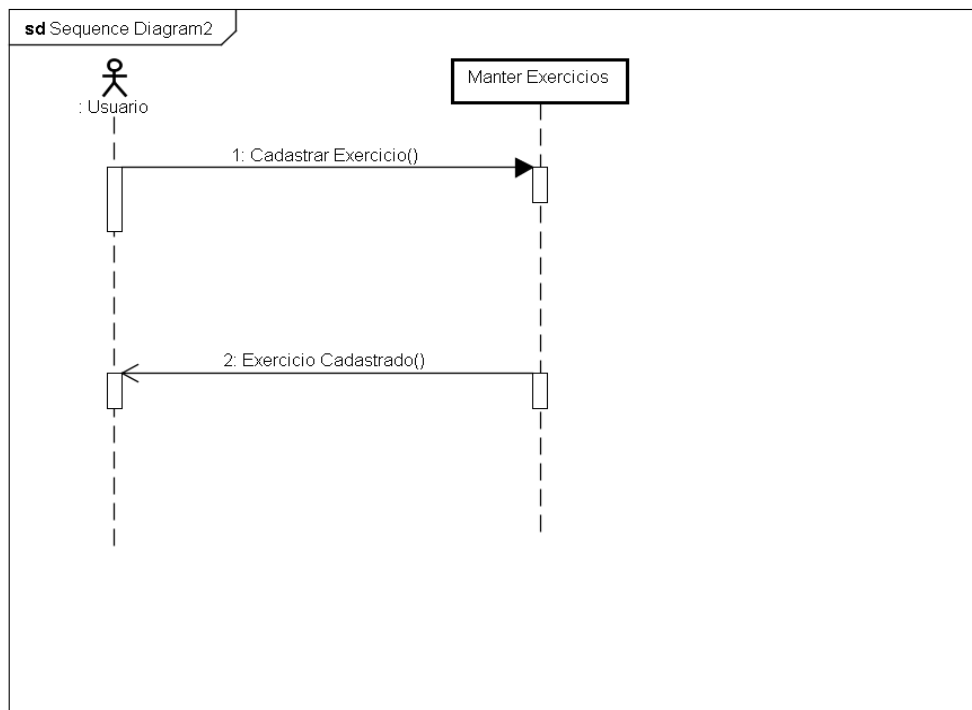 sd Sequence Diagram2
: Usuario
Manter Exercicios
1: Cadastrar Exercicio()
2: Exercicio Cadastrado()